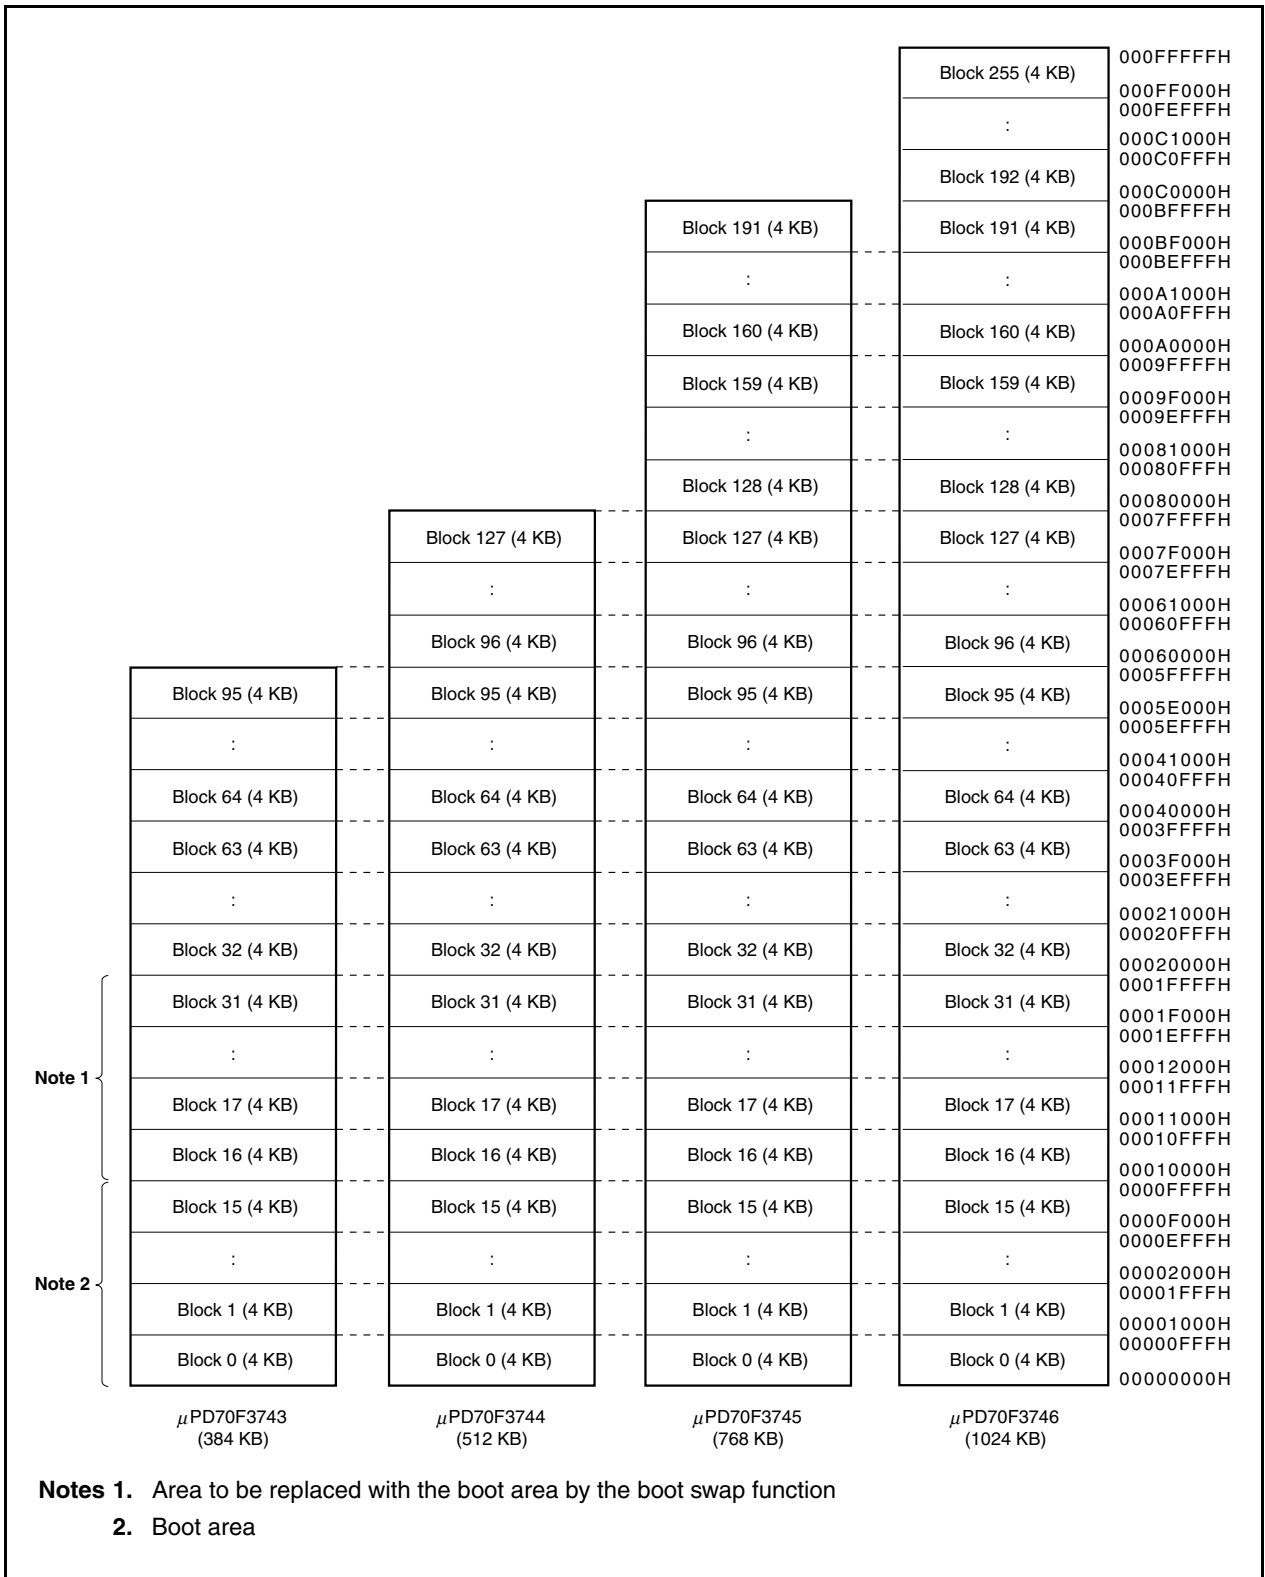 Block 255 (4 KB) 000FFFFFH
000FF000H
000FEFFFH
:
000C1000H
000C0FFFH
Block 192 (4 KB)
000C0000H
000BFFFFH
Block 191 (4 KB) Block 191 (4 KB)
000BF000H
000BEFFFH
: :
000A1000H
000A0FFFH
Block 160 (4 KB) Block 160 (4 KB)
000A0000H
0009FFFFH
Block 159 (4 KB) Block 159 (4 KB)
0009F000H
0009EFFFH
: :
00081000H
00080FFFH
Block 128 (4 KB) Block 128 (4 KB)
00080000H
0007FFFFH
Block 127 (4 KB) Block 127 (4 KB) Block 127 (4 KB)
0007F000H
0007EFFFH
: : :
00061000H
00060FFFH
Block 96 (4 KB) Block 96 (4 KB) Block 96 (4 KB)
00060000H
0005FFFFH
Block 95 (4 KB) Block 95 (4 KB) Block 95 (4 KB) Block 95 (4 KB)
0005E000H
0005EFFFH
: : : :
00041000H
00040FFFH
Block 64 (4 KB) Block 64 (4 KB) Block 64 (4 KB) Block 64 (4 KB)
00040000H
0003FFFFH
Block 63 (4 KB) Block 63 (4 KB) Block 63 (4 KB) Block 63 (4 KB)
0003F000H
0003EFFFH
: : : :
00021000H
00020FFFH
Block 32 (4 KB) Block 32 (4 KB) Block 32 (4 KB) Block 32 (4 KB)
00020000H
0001FFFFH
Block 31 (4 KB) Block 31 (4 KB) Block 31 (4 KB) Block 31 (4 KB)
0001F000H
0001EFFFH
: : : :
00012000H
Note 1
00011FFFH
Block 17 (4 KB) Block 17 (4 KB) Block 17 (4 KB) Block 17 (4 KB)
00011000H
00010FFFH
Block 16 (4 KB) Block 16 (4 KB) Block 16 (4 KB) Block 16 (4 KB)
00010000H
0000FFFFH
Block 15 (4 KB) Block 15 (4 KB) Block 15 (4 KB) Block 15 (4 KB)
0000F000H
0000EFFFH
: : : :
00002000H
Note 2
00001FFFH
Block 1 (4 KB) Block 1 (4 KB) Block 1 (4 KB) Block 1 (4 KB)
00001000H
00000FFFH
Block 0 (4 KB) Block 0 (4 KB) Block 0 (4 KB) Block 0 (4 KB)
00000000H
μPD70F3743 μPD70F3744 μPD70F3745 μPD70F3746
(384 KB) (512 KB) (768 KB) (1024 KB)
Notes 1. Area to be replaced with the boot area by the boot swap function
2. Boot area